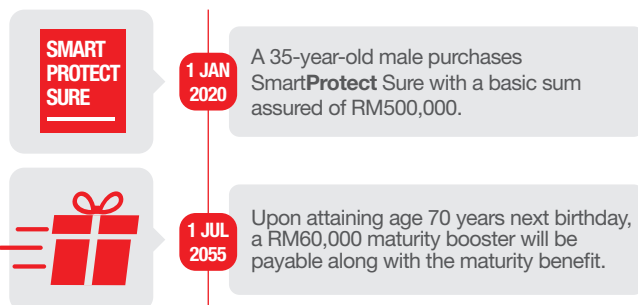 SMART
PROTECT
SURE
1 JAN
2020
A 35-year-old male purchases
SmartProtect Sure with a basic sum
assured of RM500,000.
1 JUL
2055
Upon attaining age 70 years next birthday,
a RM60,000 maturity booster will be
payable along with the maturity benefit.